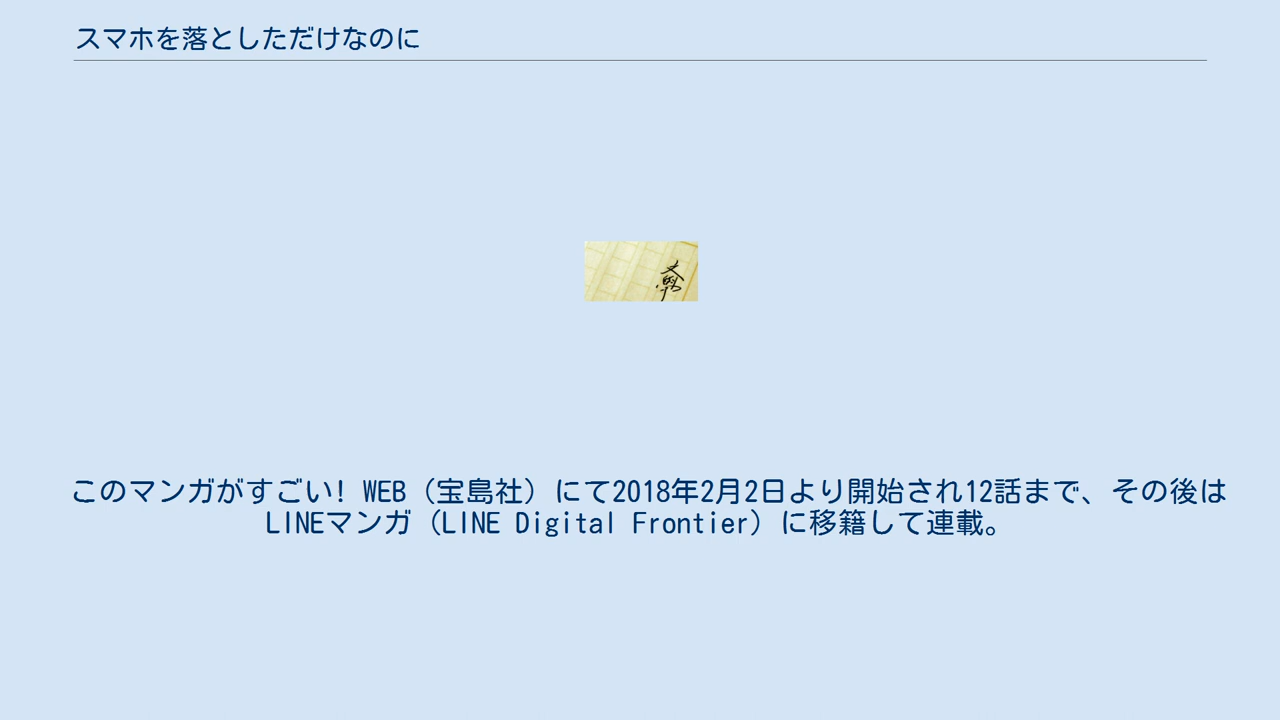 スマホを落としただけなのに
このマンガがすごい! WEB（宝島社）にて2018年2月2日より開始され12話まで、その後は
LINEマンガ（LINE Digital Frontier）に移籍して連載。